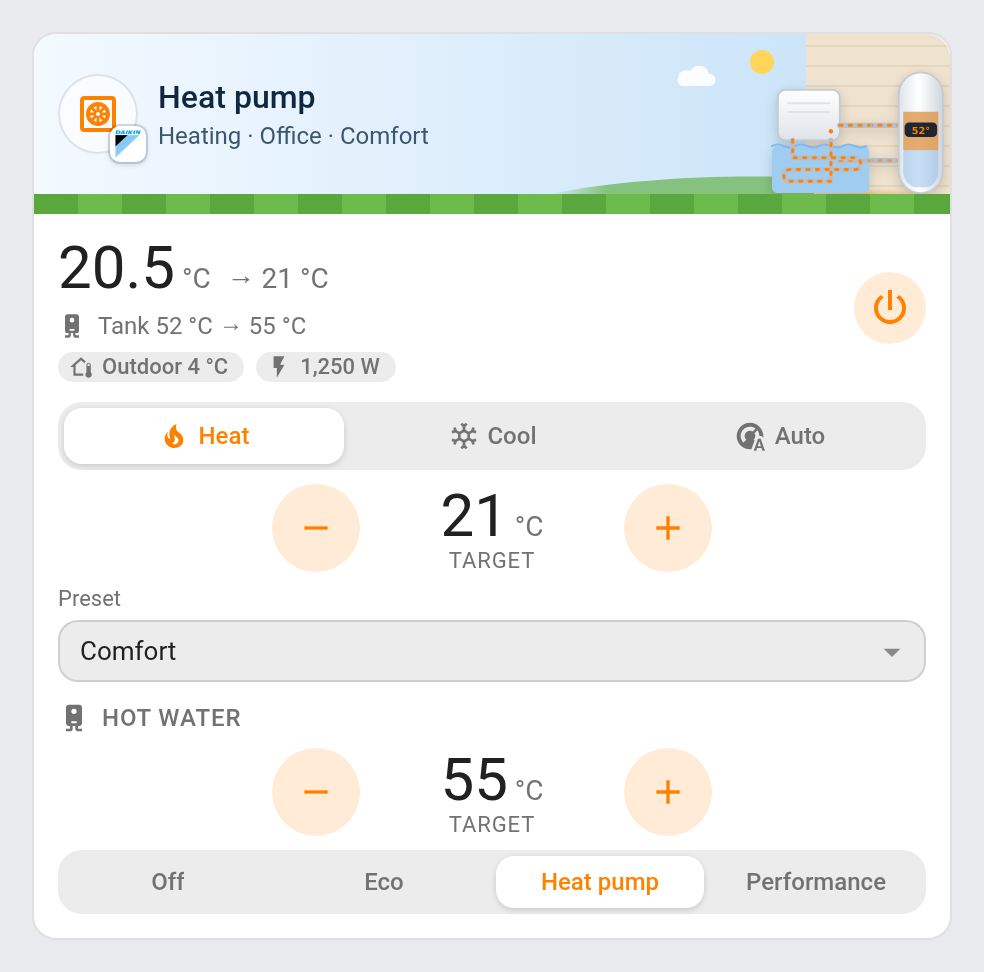 Heat pump
Heating · Office · Comfort
DAIKIN
52°
20.5 °C → 21 °C
Tank 52 °C → 55 °C
Outdoor 4 °C 1,250 W
Heat Cool Auto
21 °C
TARGET
Preset
Comfort
HOT WATER
55 °C
TARGET
Off Eco Heat pump Performance